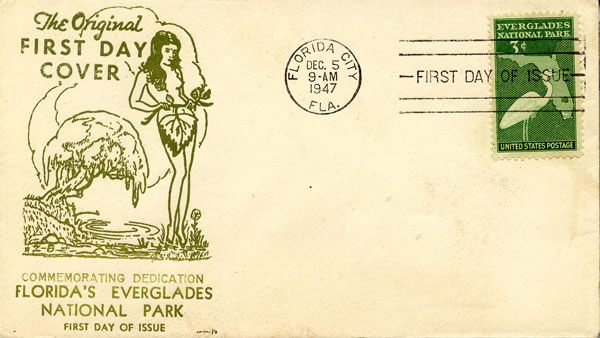 The Original
FIRST DAY
COVER
COMMEMORATING DEDICATION
FLORIDA'S EVERGLADES
NATIONAL PARK
FIRST DAY OF ISSUE
FLORIDA CITY
DEC. 5
9-AM
1947
FLA.
FIRST DAY OF ISSUE
EVERGLADES
NATIONAL PARK
3¢
UNITED STATES POSTAGE